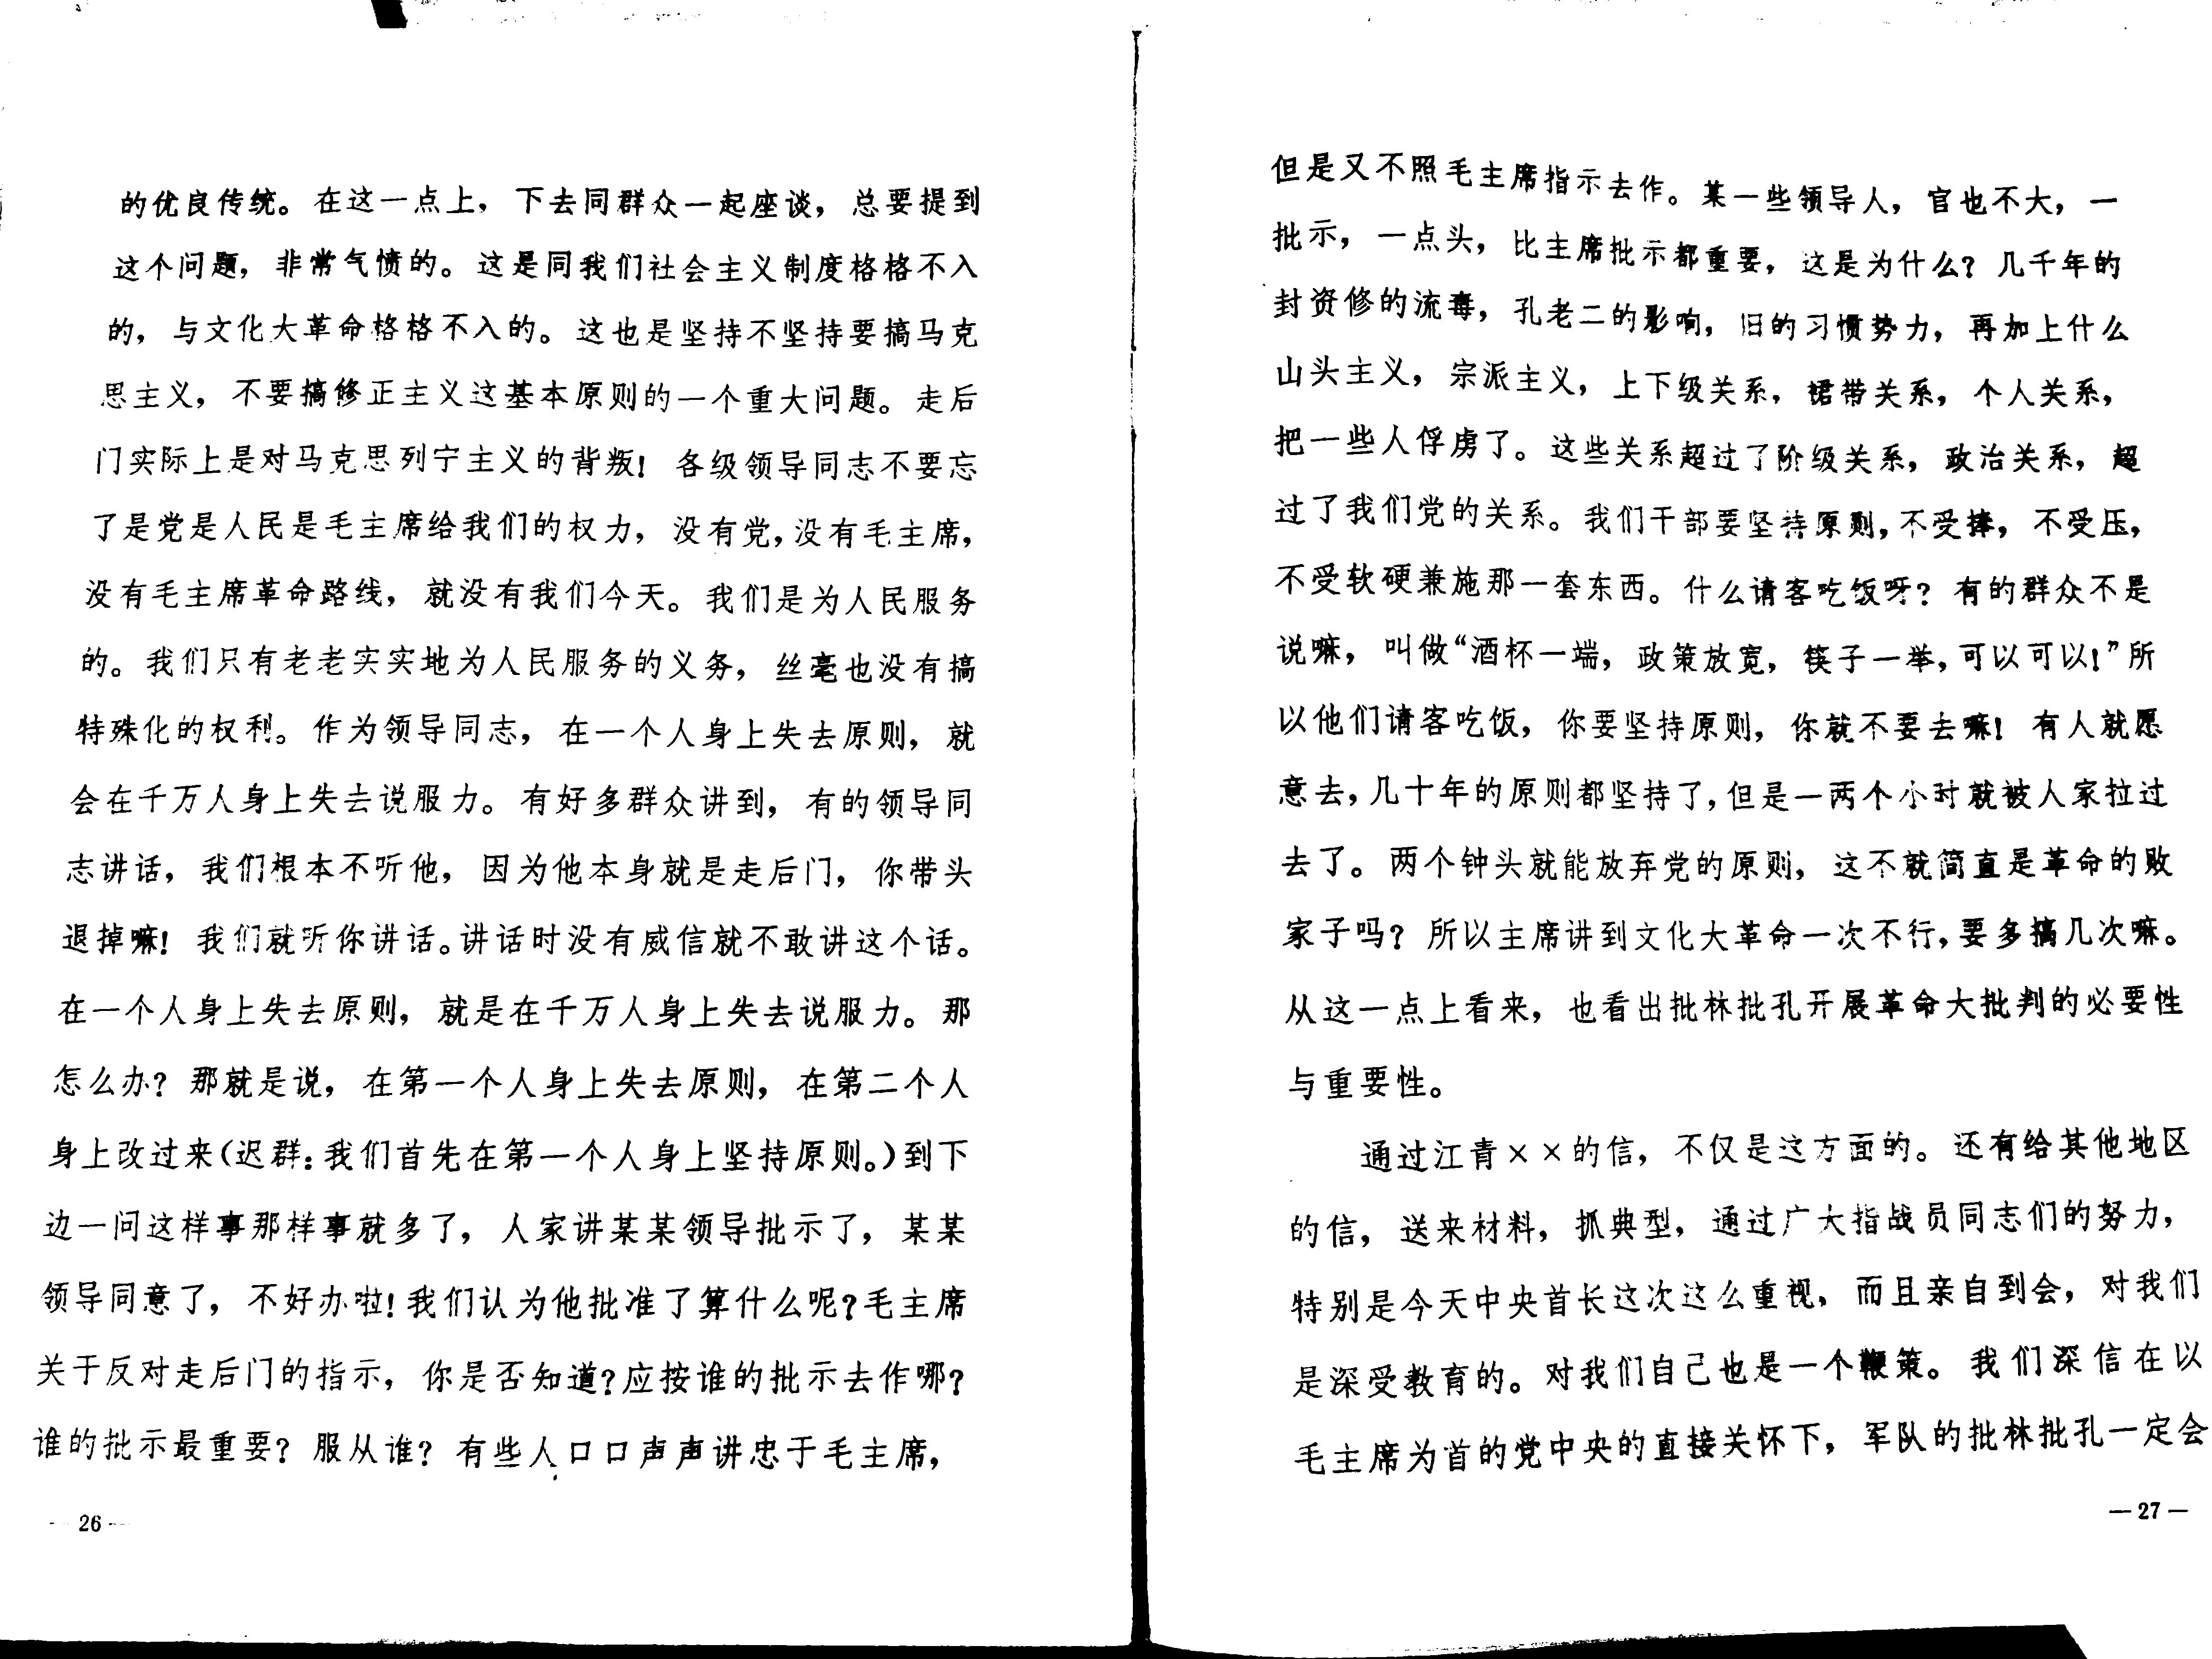 的优良传统。在这一点上，下去同群众一起座谈，总要提到
这个问题，非常气愤的。这是同我们社会主义制度格格不入
的，与文化大革命格格不入的。这也是坚持不坚持要搞马克
思主义，不要搞修正主义这基本原则的一个重大问题。走后
门实际上是对马克思列宁主义的背叛！各级领导同志不要忘
了是党是人民是毛主席给我们的权力，没有党，没有毛主席，
没有毛主席革命路线，就没有我们今天。我们是为人民服务
的。我们只有老老实实地为人民服务的义务，丝毫也没有搞
特殊化的权利。作为领导同志，在一个人身上失去原则，就
会在千万人身上失去说服力。有好多群众讲到，有的领导同
志讲话，我们根本不听他，因为他本身就是走后门，你带头
退掉嘛！我们就听你讲话。讲话时没有威信就不敢讲这个话。
在一个人身上失去原则，就是在千万人身上失去说服力。那
怎么办？那就是说，在第一个人身上失去原则，在第二个人
身上改过来（迟群：我们首先在第一个人身上坚持原则。）到下
边一问这样事那样事就多了，人家讲某某领导批示了，某某
领导同意了，不好办啦！我们认为他批准了算什么呢？毛主席
关于反对走后门的指示，你是否知道？应按谁的批示去作哪？
谁的批示最重要？服从谁？有些人口口声声讲忠于毛主席，
26
但是又不照毛主席指示去作。某一些领导人，官也不大，一
批示，一点头，比主席批示都重要，这是为什么？几千年的
封资修的流毒，孔老二的影响，旧的习惯势力，再加上什么
山头主义，宗派主义，上下级关系，裙带关系，个人关系，
把一些人俘虏了。这些关系超过了阶级关系，政治关系，超
过了我们党的关系。我们干部要坚持原则，不受捧，不受压，
不受软硬兼施那一套东西。什么请客吃饭呀？有的群众不是
说嘛，叫做“酒杯一端，政策放宽，筷子一举，可以可以！”所
以他们请客吃饭，你要坚持原则，你就不要去嘛！有人就愿
意去，几十年的原则都坚持了，但是一两个小时就被人家拉过
去了。两个钟头就能放弃党的原则，这不就简直是革命的败
家子吗？所以主席讲到文化大革命一次不行，要多搞几次嘛。
从这一点上看来，也看出批林批孔开展革命大批判的必要性
与重要性。
通过江青××的信，不仅是这方面的。还有给其他地区
的信，送来材料，抓典型，通过广大指战员同志们的努力，
特别是今天中央首长这次这么重视，而且亲自到会，对我们
是深受教育的。对我们自己也是一个鞭策。我们深信在以
毛主席为首的党中央的直接关怀下，军队的批林批孔一定会
—27—